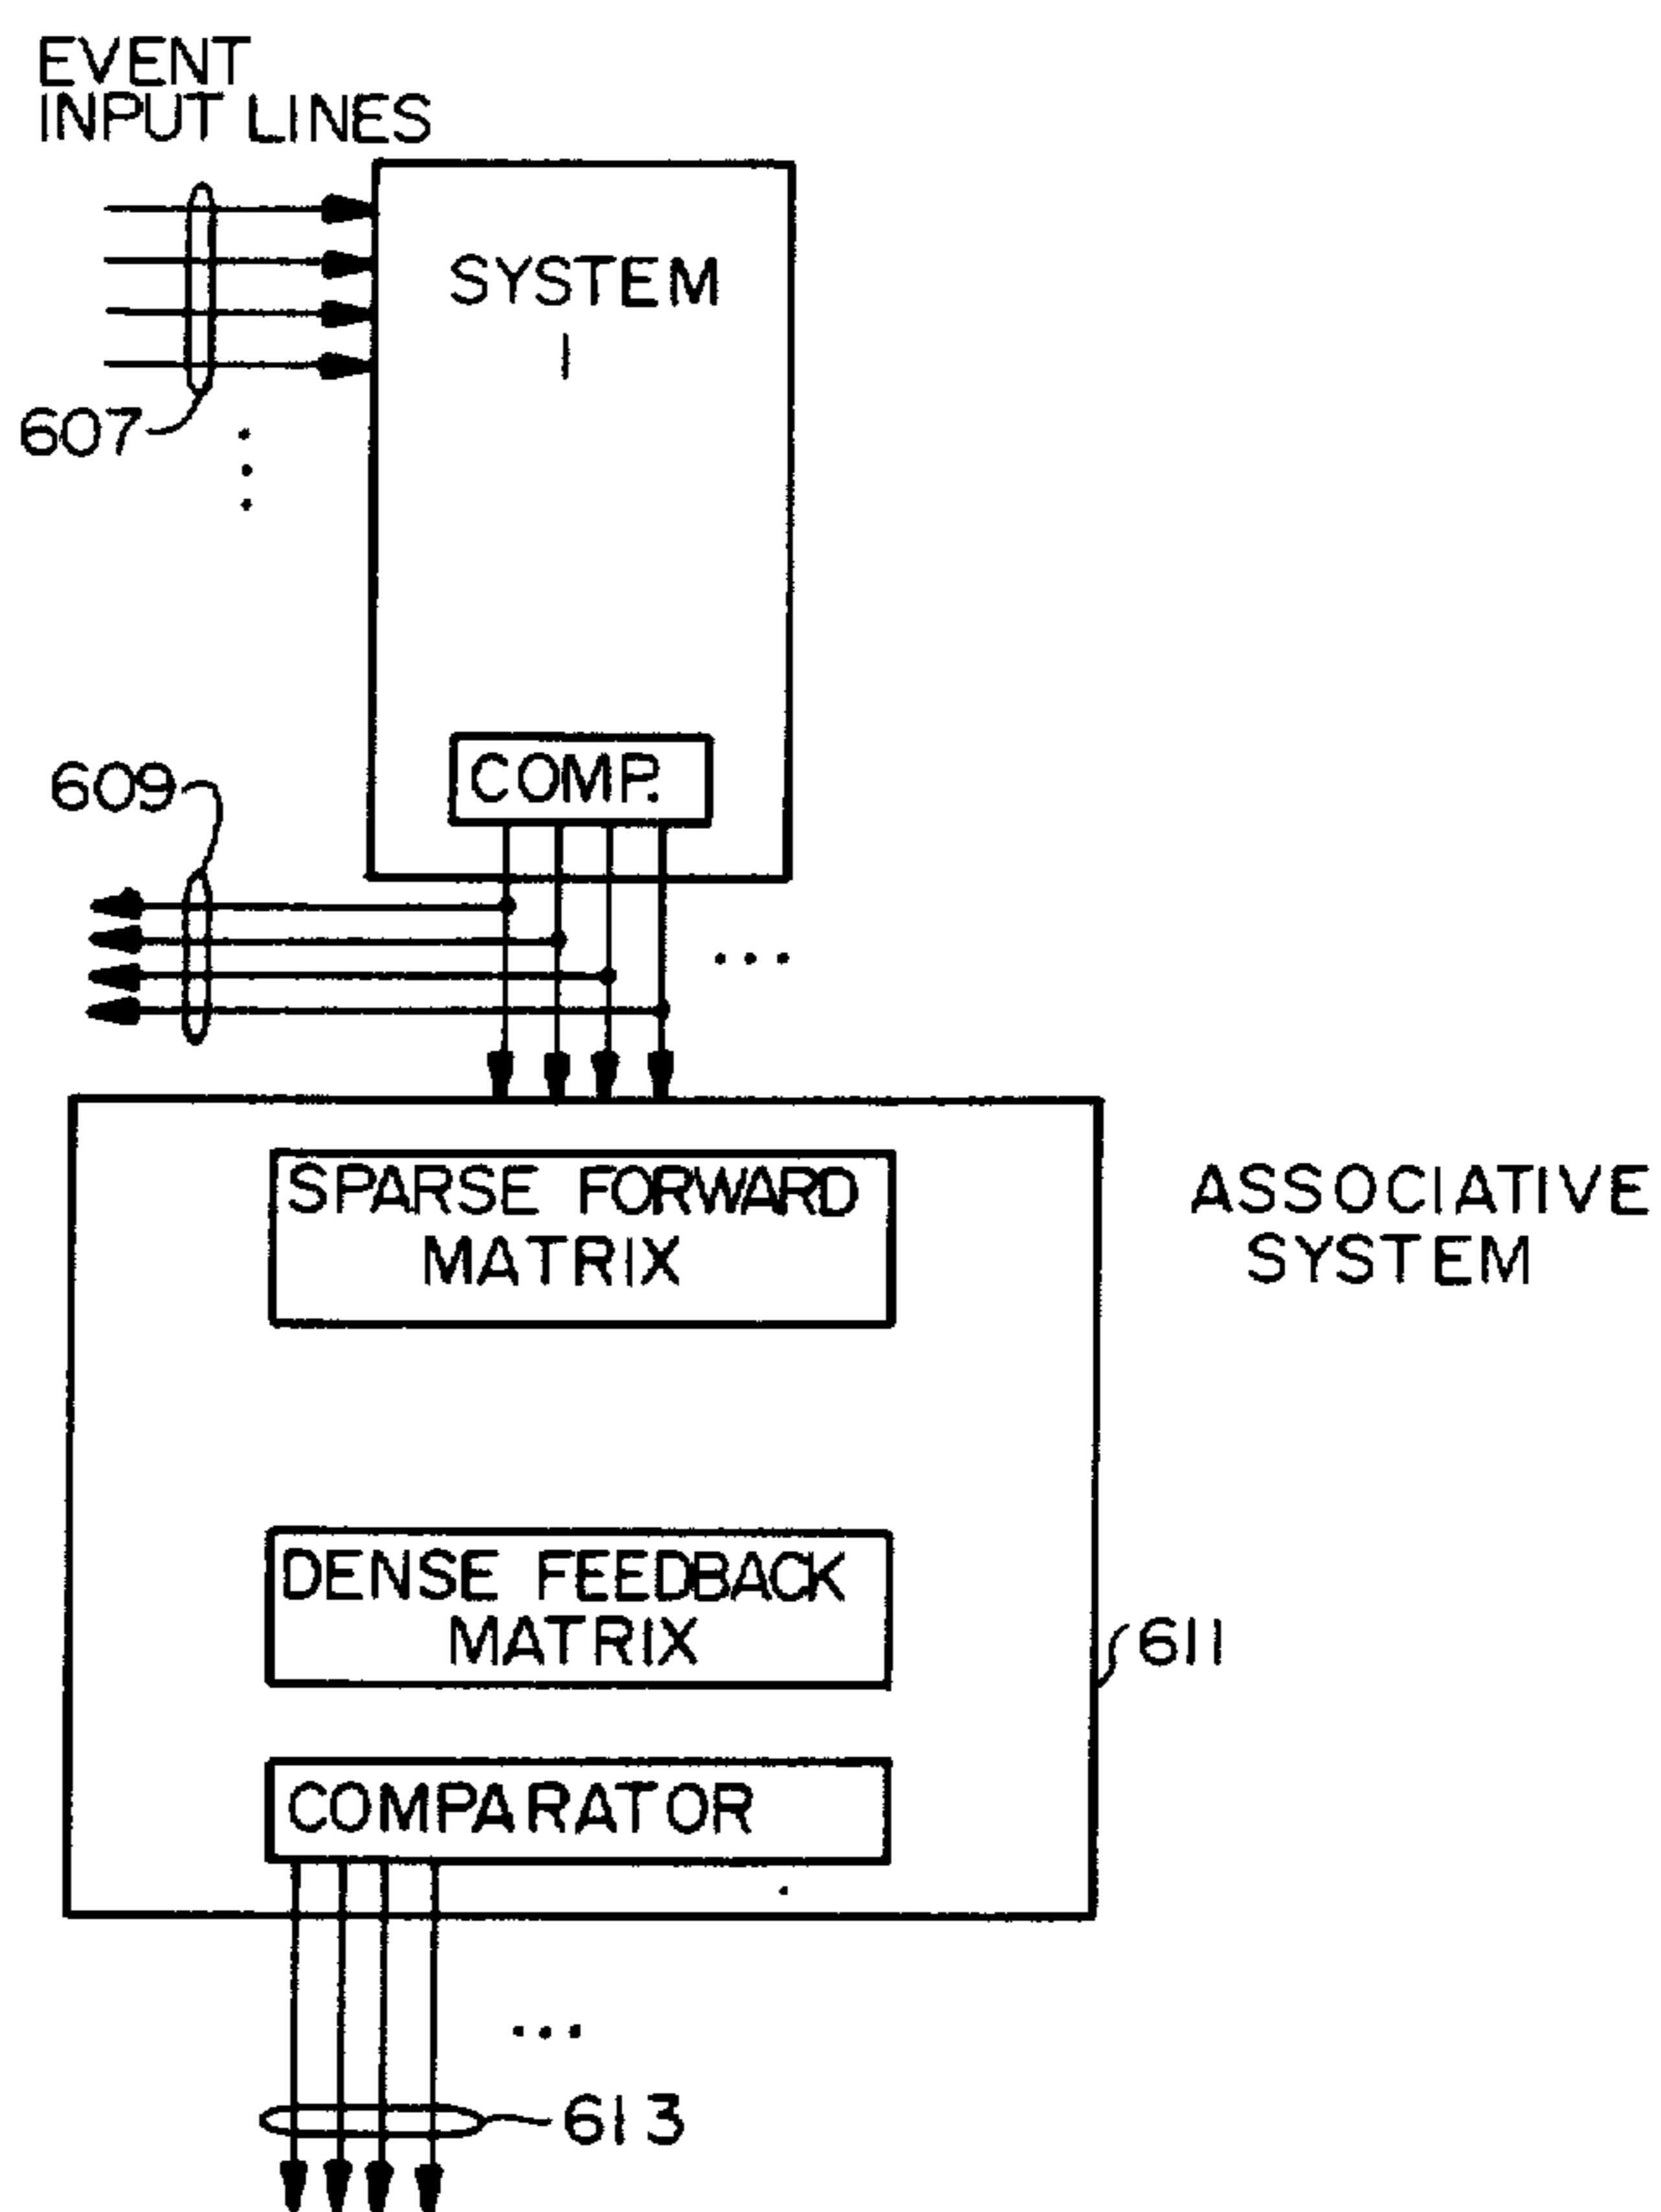 EVENT
INPUT LINES
SYSTEM
1
607
COMP.
609
SPARSE FORWARD
MATRIX
ASSOCIATIVE
SYSTEM
DENSE FEEDBACK
MATRIX
611
COMPARATOR
613